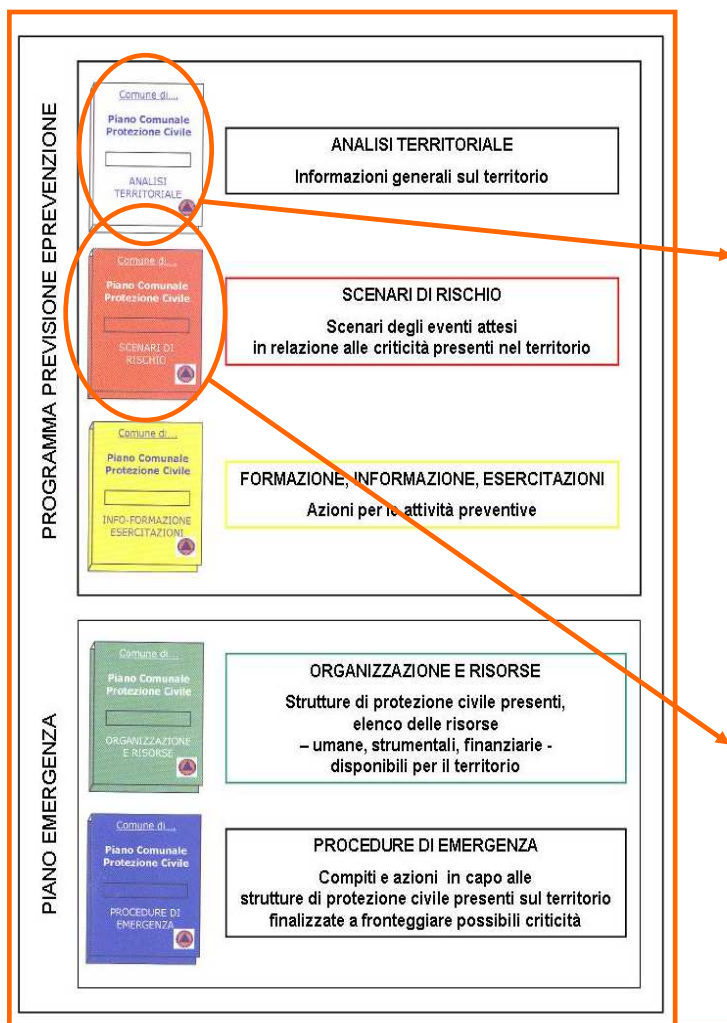 PROGRAMMA PREVISIONE EPREVENZIONE
Comune di...
Piano Comunale
Protezione Civile
ANALISI
TERRITORIALE
ANALISI TERRITORIALE
Informazioni generali sul territorio
Comune di...
Piano Comunale
Protezione Civile
SCENARI DI
RISCHIO
SCENARI DI RISCHIO
Scenari degli eventi attesi
in relazione alle criticità presenti nel territorio
Comune di...
Piano Comunale
Protezione Civile
INFO-FORMAZIONE
ESERCITAZIONI
FORMAZIONE, INFORMAZIONE, ESERCITAZIONI
Azioni per le attività preventive
PIANO EMERGENZA
Comune di...
Piano Comunale
Protezione Civile
ORGANIZZAZIONE
E RISORSE
ORGANIZZAZIONE E RISORSE
Strutture di protezione civile presenti,
elenco delle risorse
– umane, strumentali, finanziarie -
disponibili per il territorio
Comune di...
Piano Comunale
Protezione Civile
PROCEDURE DI
EMERGENZA
PROCEDURE DI EMERGENZA
Compiti e azioni in capo alle
strutture di protezione civile presenti sul territorio
finalizzate a fronteggiare possibili criticità